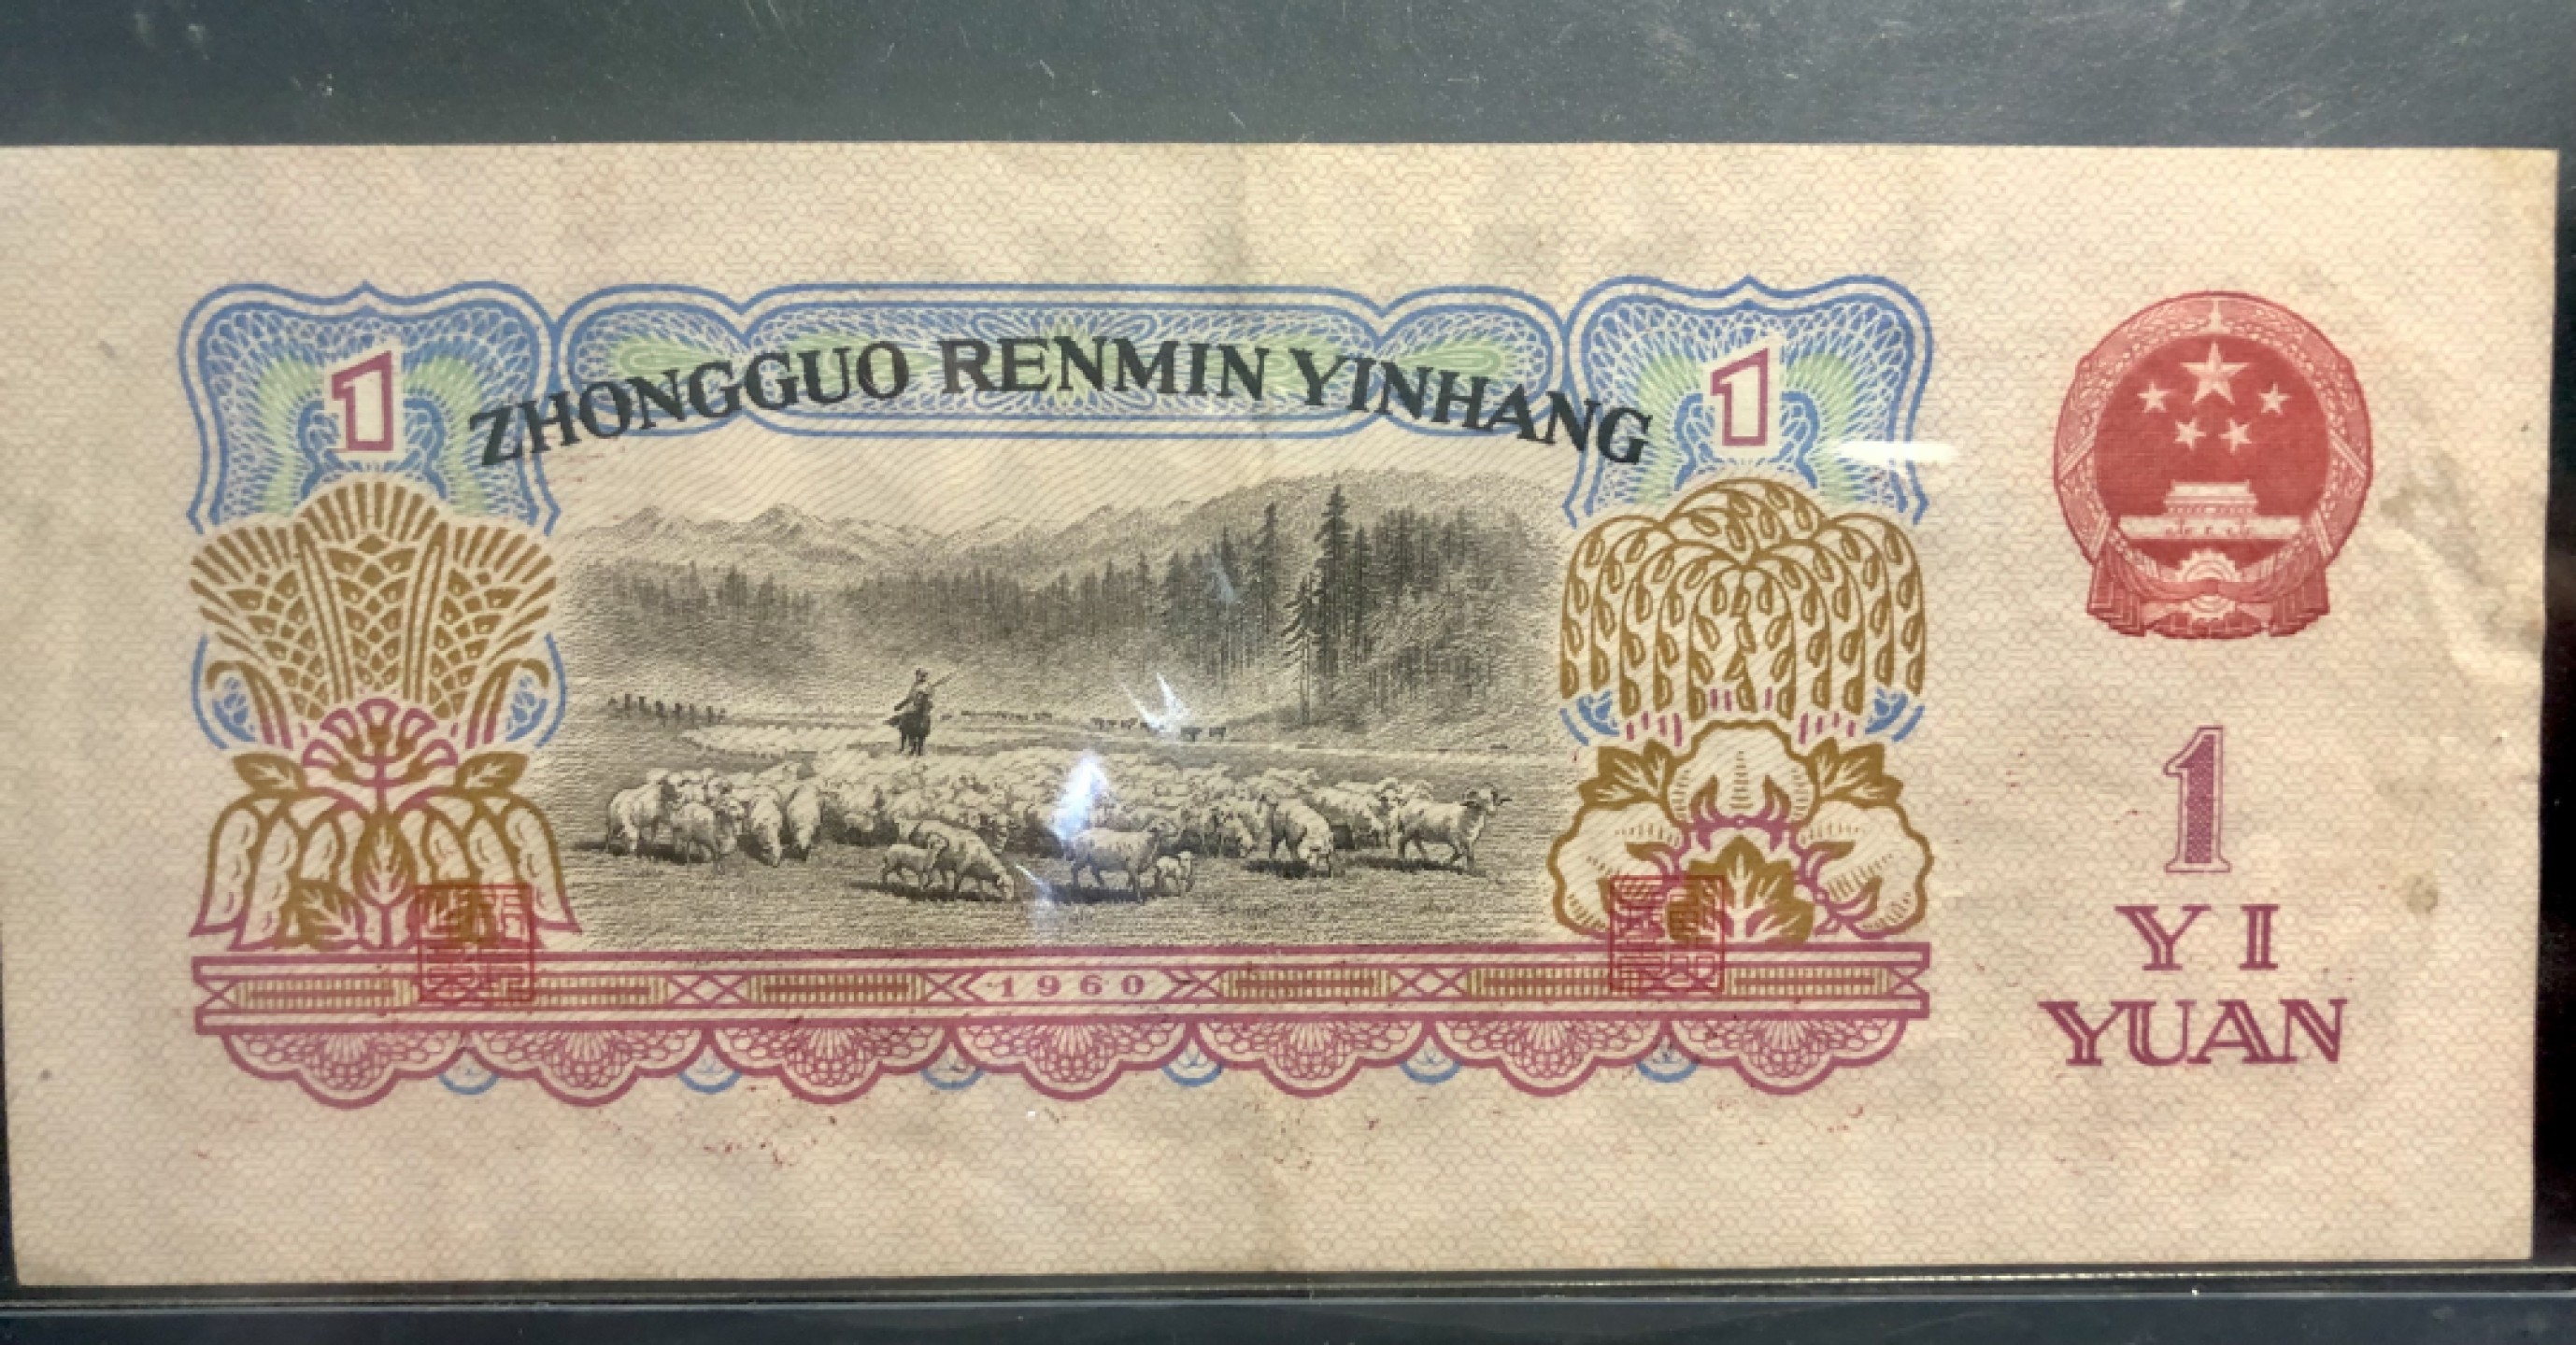 ZHONGGUO RENMIN YINHANG
1
1
1
YI
YUAN
1960